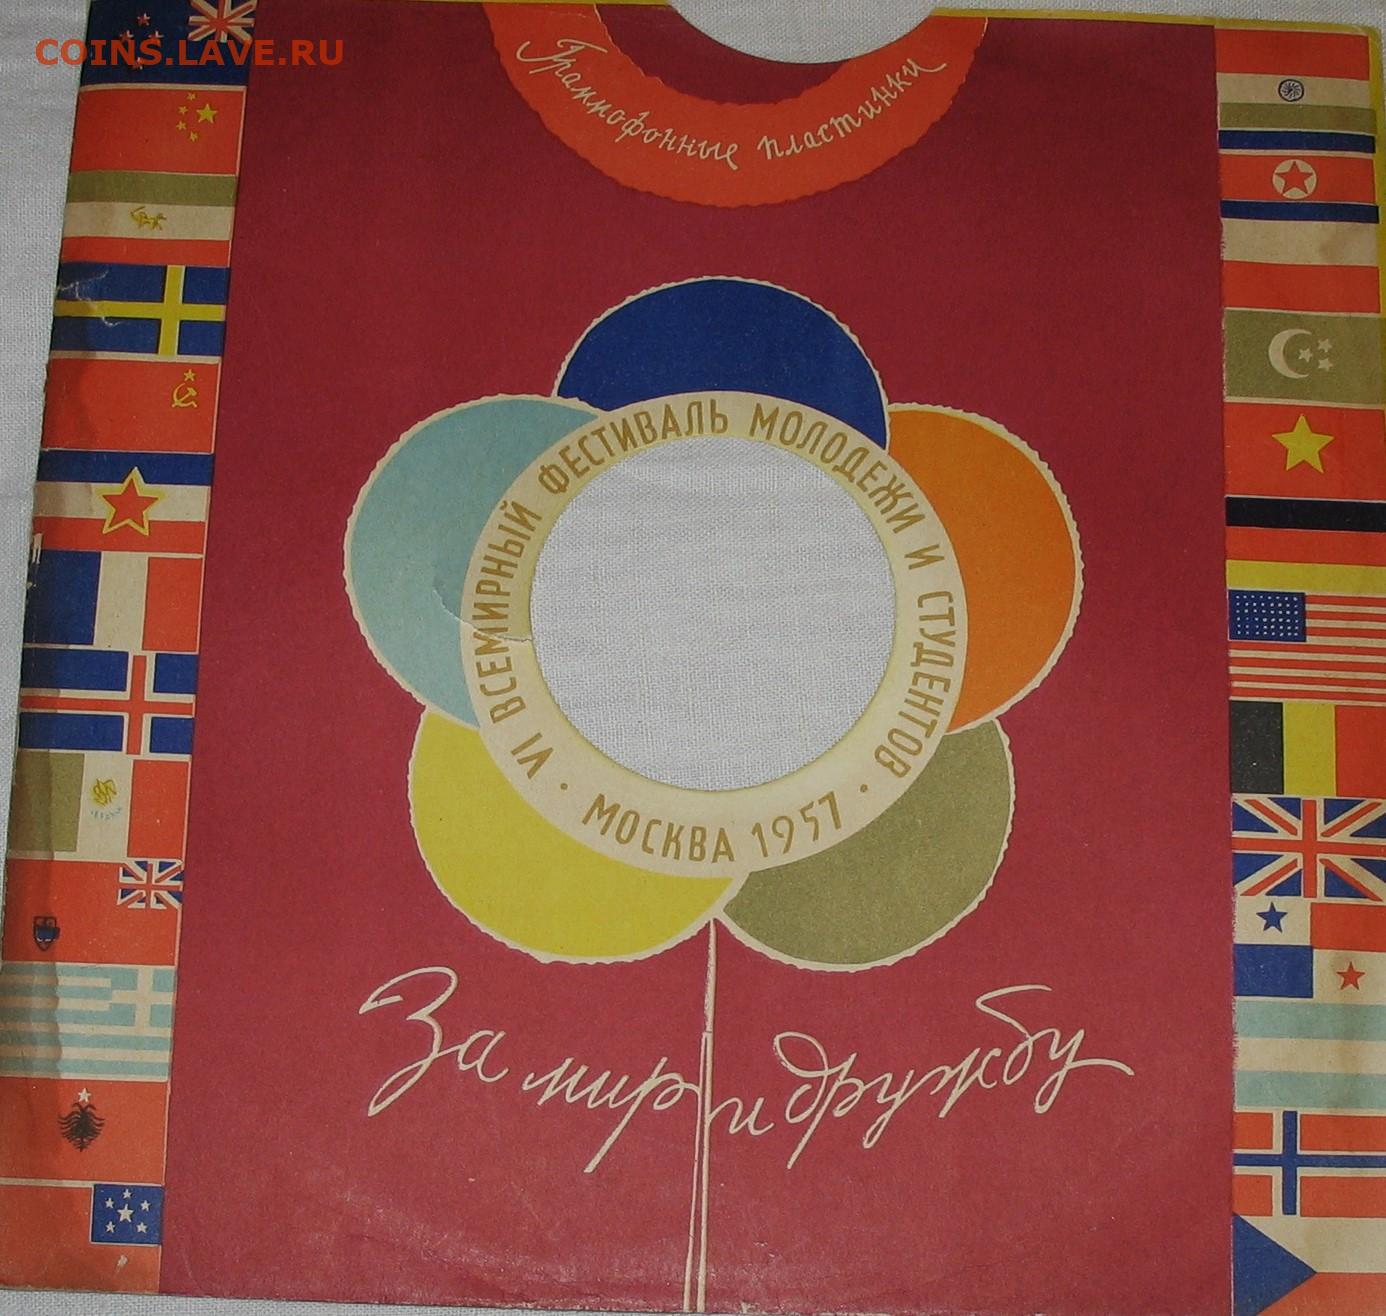 COINS.LAVE.RU
Граммофонные пластинки
VI ВСЕМИРНЫЙ ФЕСТИВАЛЬ МОЛОДЕЖИ И СТУДЕНТОВ
· МОСКВА 1957 ·
За мир и дружбу